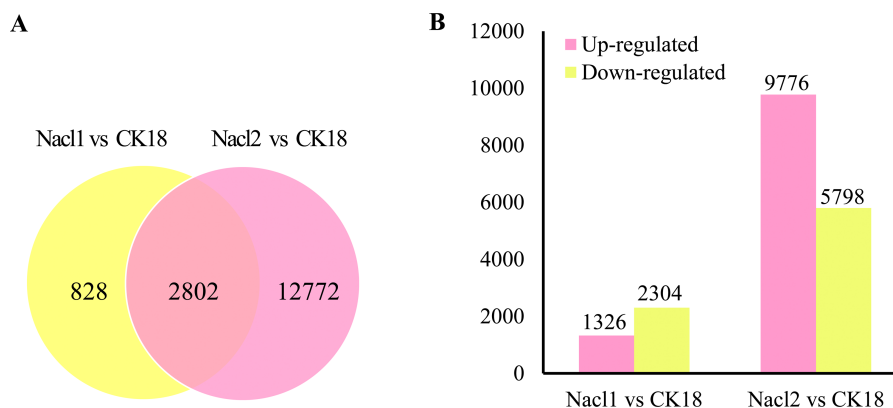 A
Nacl1 vs CK18
Nacl2 vs CK18
828
2802
12772
B
Up-regulated
Down-regulated
12000
10000
8000
6000
4000
2000
0
1326
2304
9776
5798
Nacl1 vs CK18
Nacl2 vs CK18